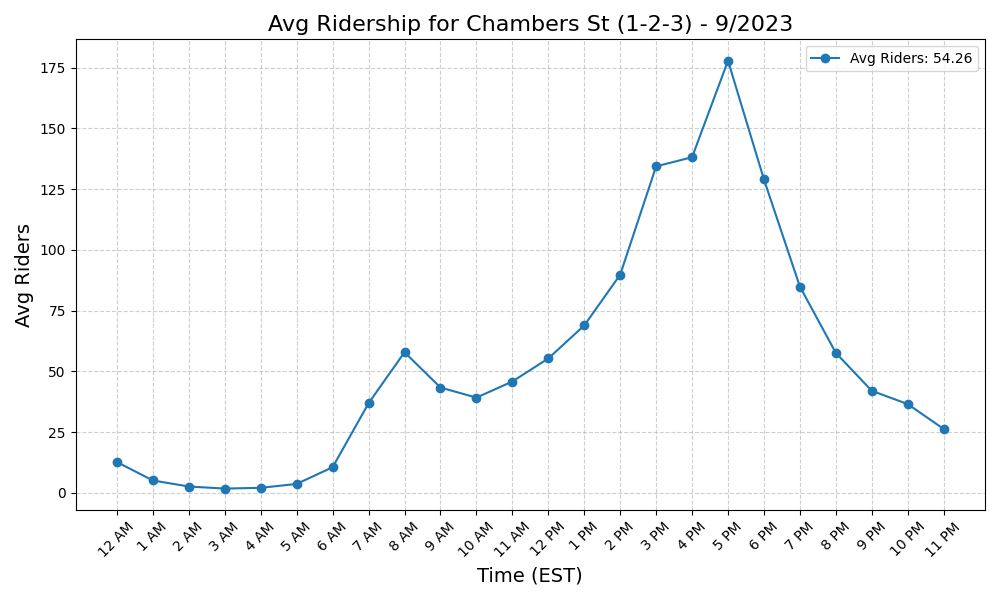 Avg Ridership for Chambers St (1-2-3) - 9/2023
Avg Riders: 54.26
Avg Riders
175
150
125
100
75
50
25
0
12 AM
1 AM
2 AM
3 AM
4 AM
5 AM
6 AM
7 AM
8 AM
9 AM
10 AM
11 AM
12 PM
1 PM
2 PM
3 PM
4 PM
5 PM
6 PM
7 PM
8 PM
9 PM
10 PM
11 PM
Time (EST)